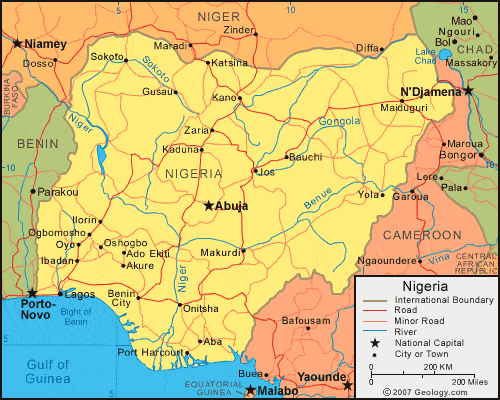 5
10
15
NIGER
Zinder
Mao
Ngouri
Bol
CHAD
Massakory
Niamey
Dosso
Maradi
Diffa
Lake
Chad
Sokoto
Katsina
Sokoto
Gusau
Kano
N'Djamena
Maiduguri
BURKINA
FASO
Niger
Gongola
Zaria
BENIN
Kaduna
Bauchi
Maroua
Bongor
10
10
NIGERIA
Jos
Lere
Pala
Parakou
Abuja
Benue
Yola
Garoua
Ilorin
Ogbomosho
Oyo
Oshogbo
Ado Ekiti
Makurdi
CAMEROON
Ibadan
Akure
Niger
Ngaoundere
Vina
CENTRAL
AFRICAN
REPUBLIC
Porto-
Novo
Lagos
Benin
City
Onitsha
Bight of
Benin
Bafousam
Aba
5
Port Harcourt
Gulf of
Guinea
Buea
EQUATORIAL
GUINEA
Malabo
Yaounde
Nigeria
International Boundary
Road
Minor Road
River
National Capital
City or Town
0
200 KM
0
200 Miles
© 2007 Geology.com